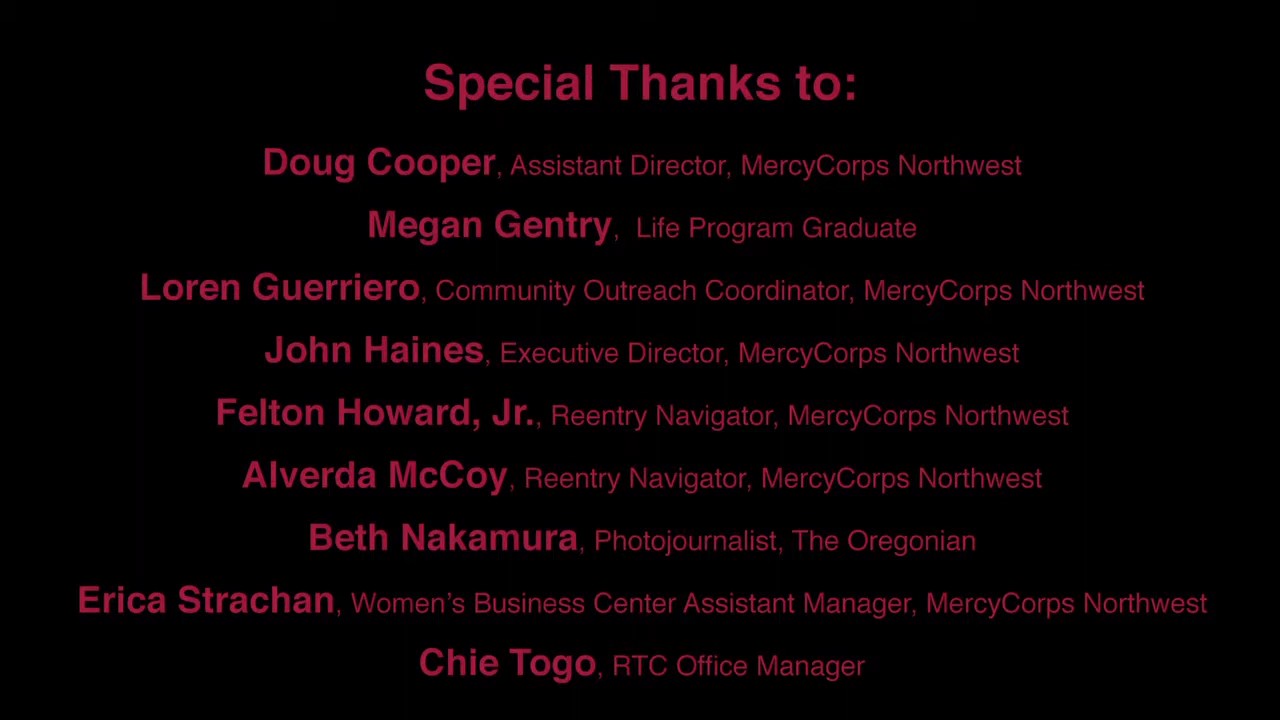 Special Thanks to:
Doug Cooper, Assistant Director, MercyCorps Northwest
Megan Gentry,  Life Program Graduate
Loren Guerriero, Community Outreach Coordinator, MercyCorps Northwest
John Haines, Executive Director, MercyCorps Northwest
Felton Howard, Jr., Reentry Navigator, MercyCorps Northwest
Alverda McCoy, Reentry Navigator, MercyCorps Northwest
Beth Nakamura, Photojournalist, The Oregonian
Erica Strachan, Women’s Business Center Assistant Manager, MercyCorps Northwest
Chie Togo, RTC Office Manager